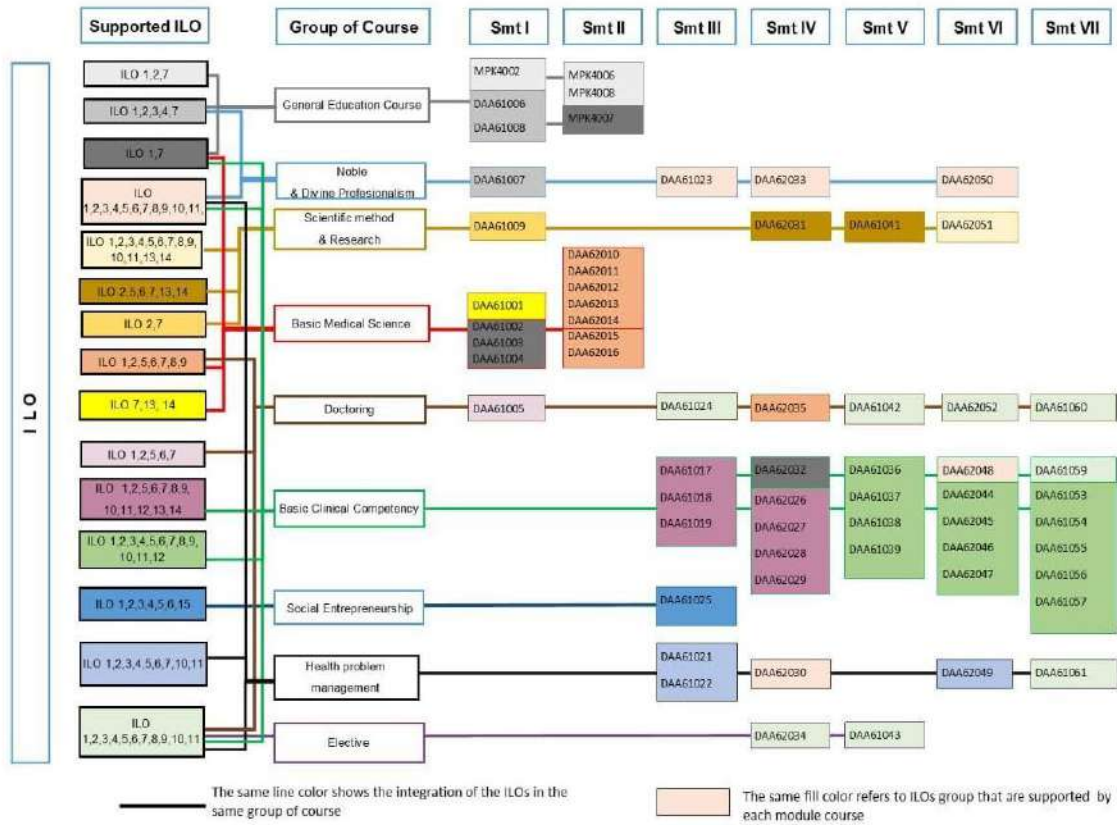 Supported ILO
Group of Course
Smt I
Smt II
Smt III
Smt IV
Smt V
Smt VI
Smt VII
ILO
ILO 1,2,7
ILO 1,2,3,4,7
ILO 1,7
ILO
1,2,3,4,5,6,7,8,9,10,11,
ILO 1,2,3,4,5,6,7,8,9,
10,11,13,14
ILO 2,5,6,7,13,14
ILO 2,7
ILO 1,2,5,6,7,8,9
ILO 7,13, 14
ILO 1,2,5,6,7
ILO 1,2,5,6,7,8,9,
10,11,12,13,14
ILO 1,2,3,4,5,6,7,8,9,
10,11,12
ILO 1,2,3,4,5,6,15
ILO 1,2,3,4,5,6,7,10,11
ILO
1,2,3,4,5,6,7,8,9,10,11
General Education Course
MPK4002
DAA61006
DAA61008
MPK4006
MPK4008
MPK4007
Noble
& Divine Profesionalism
DAA61007
DAA61023
DAA62033
DAA62050
Scientific method
& Research
DAA61009
DAA62031
DAA61041
DAA62051
Basic Medical Science
DAA61001
DAA61002
DAA61003
DAA61004
DAA62010
DAA62011
DAA62012
DAA62013
DAA62014
DAA62015
DAA62016
Doctoring
DAA61005
DAA61024
DAA62035
DAA61042
DAA62052
DAA61060
Basic Clinical Competency
DAA61017
DAA61018
DAA61019
DAA62032
DAA62026
DAA62027
DAA62028
DAA62029
DAA61036
DAA61037
DAA61038
DAA61039
DAA62048
DAA62044
DAA62045
DAA62046
DAA62047
DAA61059
DAA61053
DAA61054
DAA61055
DAA61056
DAA61057
Social Entrepreneurship
DAA61025
Health problem
management
DAA61021
DAA61022
DAA62030
DAA62049
DAA61061
Elective
DAA62034
DAA61043
The same line color shows the integration of the ILOs in the
same group of course
The same fill color refers to ILOs group that are supported by
each module course